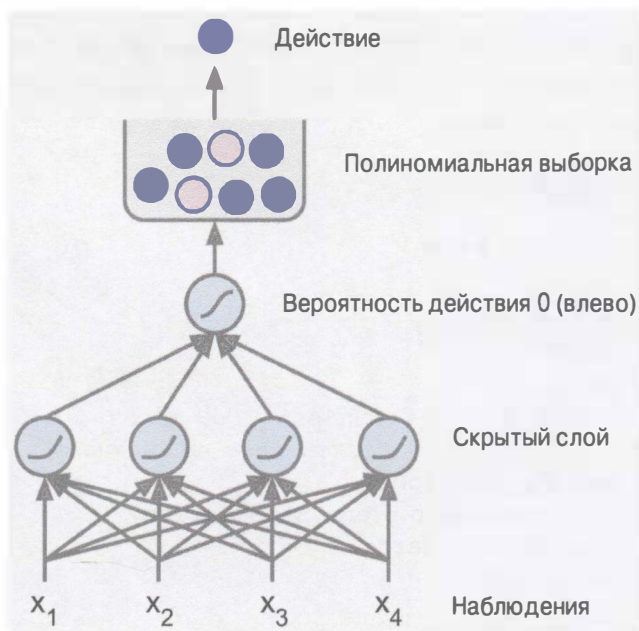 Действие
Полиномиальная выборка
Вероятность действия 0 (влево)
Скрытый слой
x1 x2 x3 x4
Наблюдения